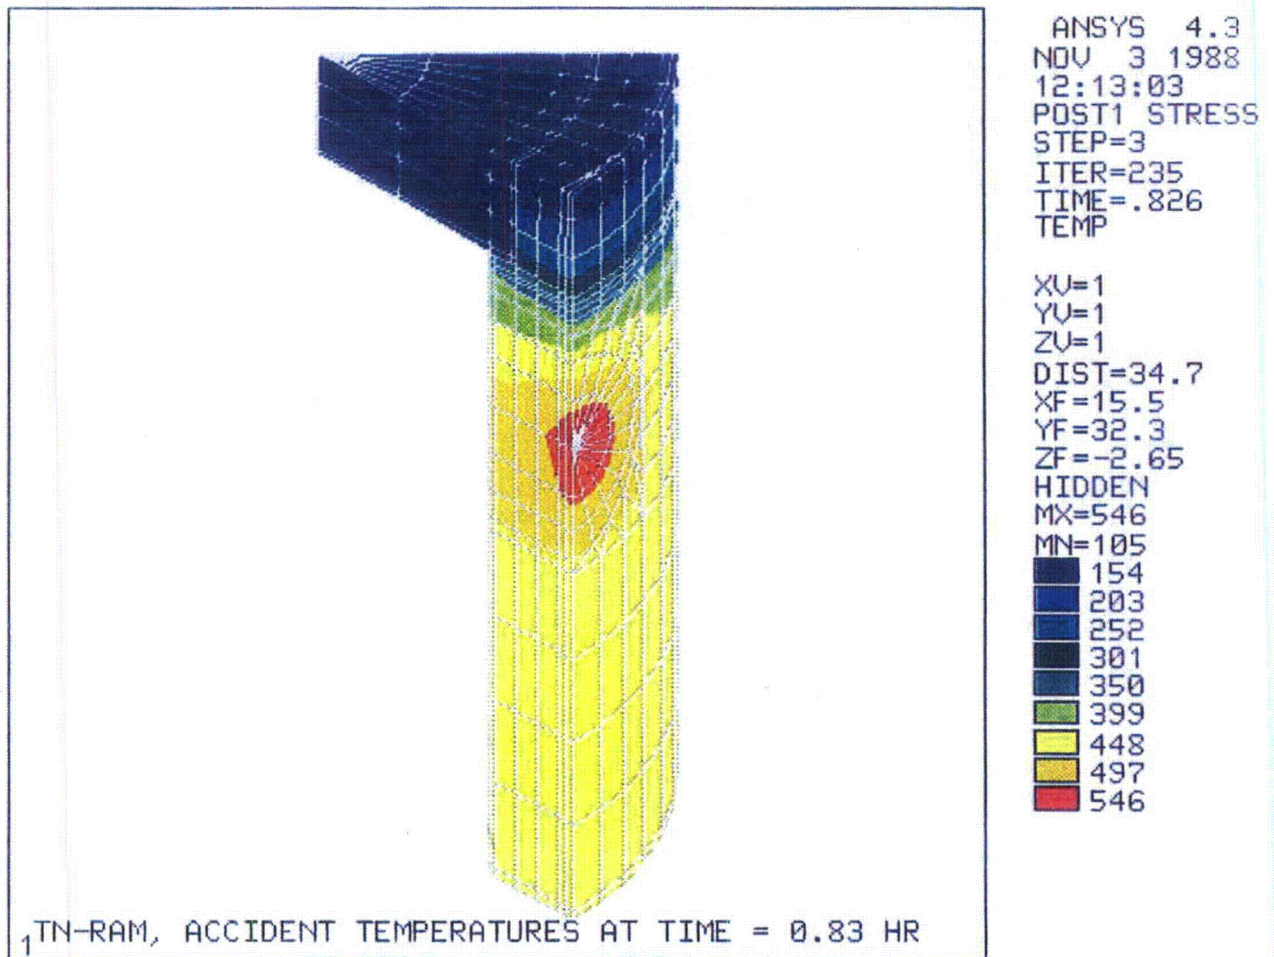 ANSYS 4.3
NOV 3 1988
12:13:03
POST1 STRESS
STEP=3
ITER=235
TIME=.826
TEMP
XV=1
YV=1
ZV=1
DIST=34.7
XF=15.5
YF=32.3
ZF=-2.65
HIDDEN
MX=546
MN=105
154
203
252
301
350
399
448
497
546
1
TN-RAM, ACCIDENT TEMPERATURES AT TIME = 0.83 HR